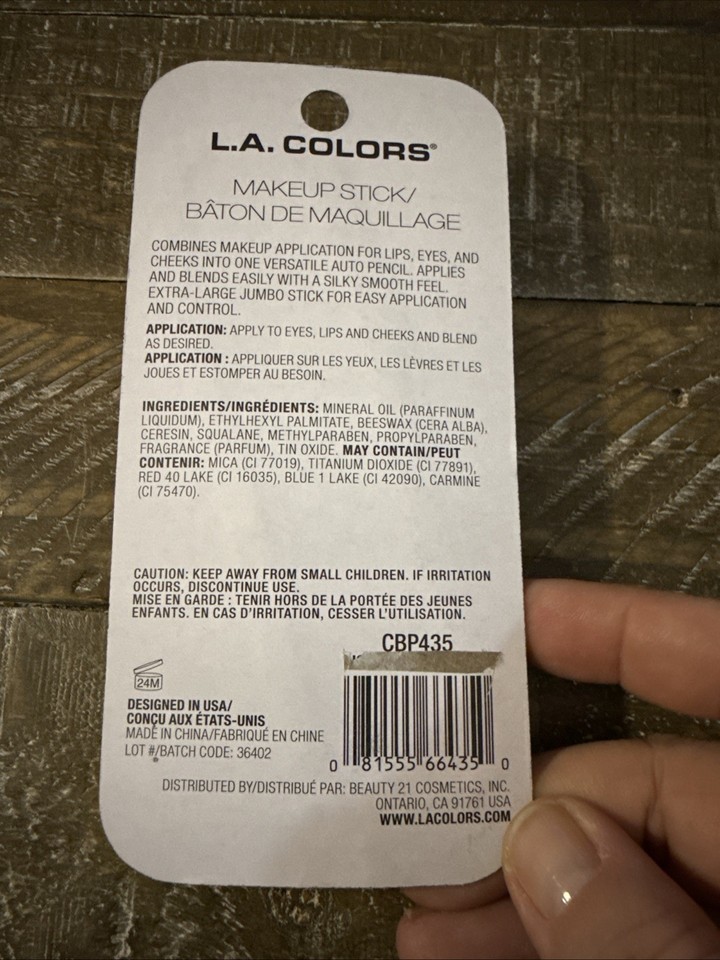 L.A. COLORS®
MAKEUP STICK/
BÂTON DE MAQUILLAGE
COMBINES MAKEUP APPLICATION FOR LIPS, EYES, AND
CHEEKS INTO ONE VERSATILE AUTO PENCIL. APPLIES
AND BLENDS EASILY WITH A SILKY SMOOTH FEEL.
EXTRA-LARGE JUMBO STICK FOR EASY APPLICATION
AND CONTROL.
APPLICATION: APPLY TO EYES, LIPS AND CHEEKS AND BLEND
AS DESIRED.
APPLICATION : APPLIQUER SUR LES YEUX, LES LÈVRES ET LES
JOUES ET ESTOMPER AU BESOIN.
INGREDIENTS/INGRÉDIENTS: MINERAL OIL (PARAFFINUM
LIQUIDUM), ETHYLHEXYL PALMITATE, BEESWAX (CERA ALBA),
CERESIN, SQUALANE, METHYLPARABEN, PROPYLPARABEN,
FRAGRANCE (PARFUM), TIN OXIDE. MAY CONTAIN/PEUT
CONTENIR: MICA (CI 77019), TITANIUM DIOXIDE (CI 77891),
RED 40 LAKE (CI 16035), BLUE 1 LAKE (CI 42090), CARMINE
(CI 75470).
CAUTION: KEEP AWAY FROM SMALL CHILDREN. IF IRRITATION
OCCURS, DISCONTINUE USE.
MISE EN GARDE : TENIR HORS DE LA PORTÉE DES JEUNES
ENFANTS. EN CAS D'IRRITATION, CESSER L'UTILISATION.
CBP435
24M
DESIGNED IN USA/
CONÇU AUX ÉTATS-UNIS
MADE IN CHINA/FABRIQUÉ EN CHINE
LOT #/BATCH CODE: 36402
0 81555 66435 0
DISTRIBUTED BY/DISTRIBUÉ PAR: BEAUTY 21 COSMETICS, INC.
ONTARIO, CA 91761 USA
WWW.LACOLORS.COM